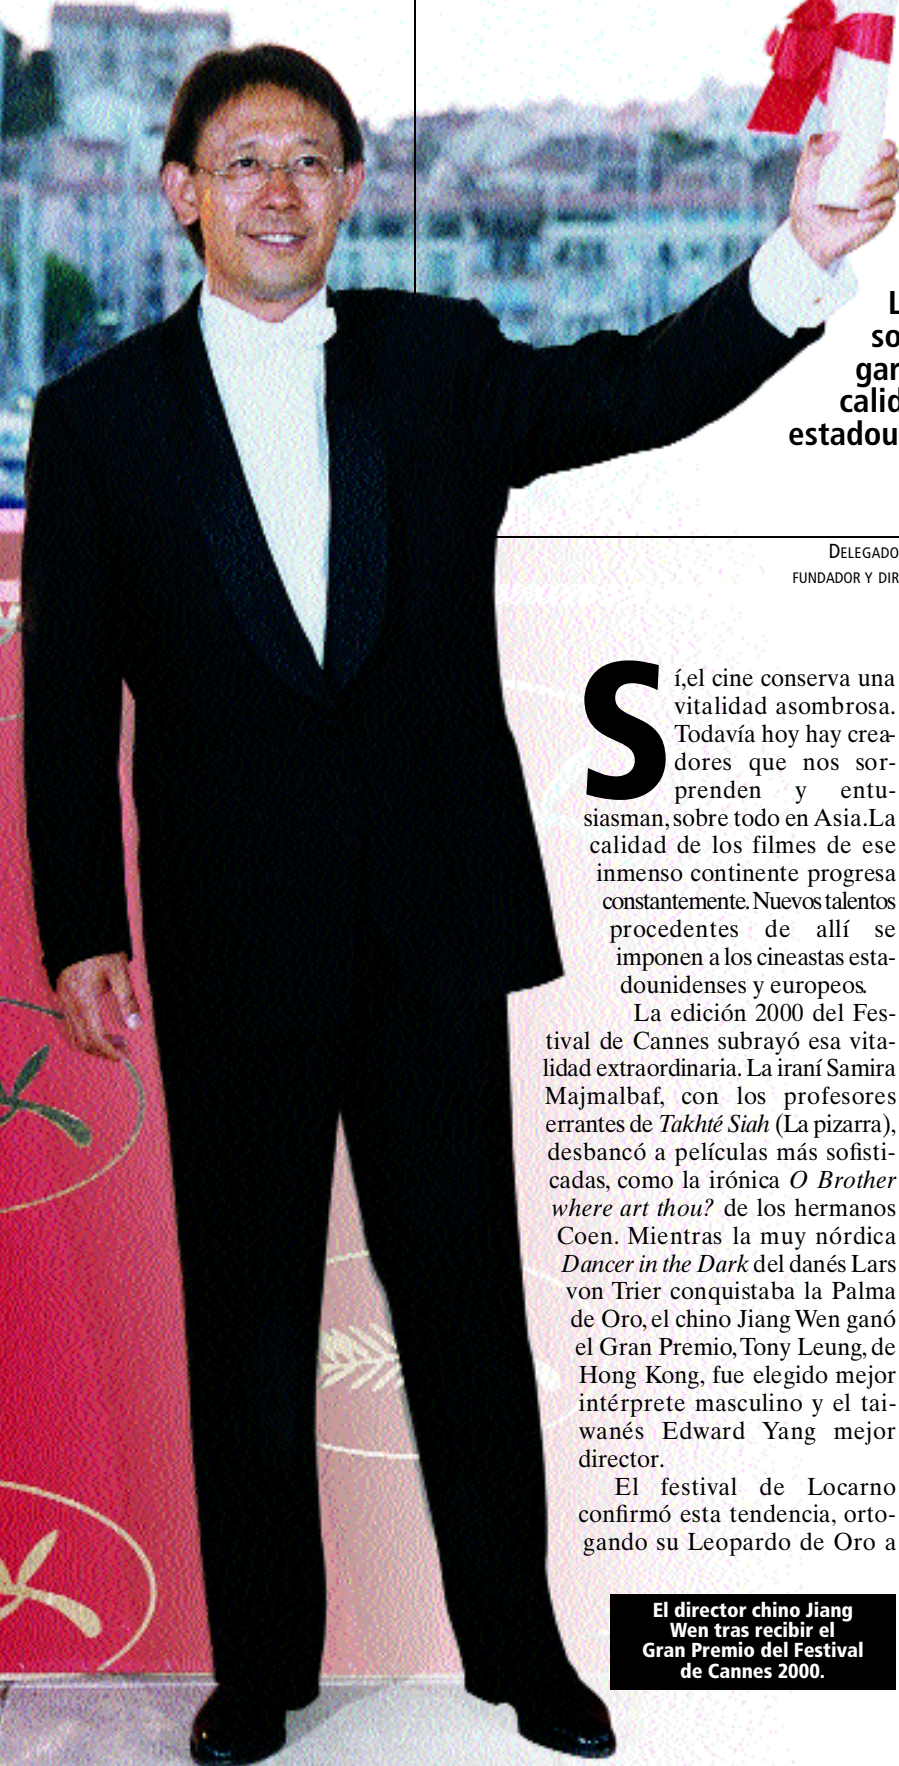 L
so
gar
calid
estadou
DELEGADO
FUNDADOR Y DIR
Sí,el cine conserva una
vitalidad asombrosa.
Todavía hoy hay crea-
dores que nos sor-
prenden y entu-
siasman, sobre todo en Asia.La
calidad de los filmes de ese
inmenso continente progresa
constantemente. Nuevos talentos
procedentes de allí se
imponen a los cineastas esta-
dounidenses y europeos.
La edición 2000 del Fes-
tival de Cannes subrayó esa vita-
lidad extraordinaria. La iraní Samira
Majmalbaf, con los profesores
errantes de Takhté Siah (La pizarra),
desbancó a películas más sofisti-
cadas, como la irónica O Brother
where art thou? de los hermanos
Coen. Mientras la muy nórdica
Dancer in the Dark del danés Lars
von Trier conquistaba la Palma
de Oro, el chino Jiang Wen ganó
el Gran Premio, Tony Leung, de
Hong Kong, fue elegido mejor
intérprete masculino y el tai-
wanés Edward Yang mejor
director.
El festival de Locarno
confirmó esta tendencia, orto-
gando su Leopardo de Oro a
El director chino Jiang
Wen tras recibir el
Gran Premio del Festival
de Cannes 2000.